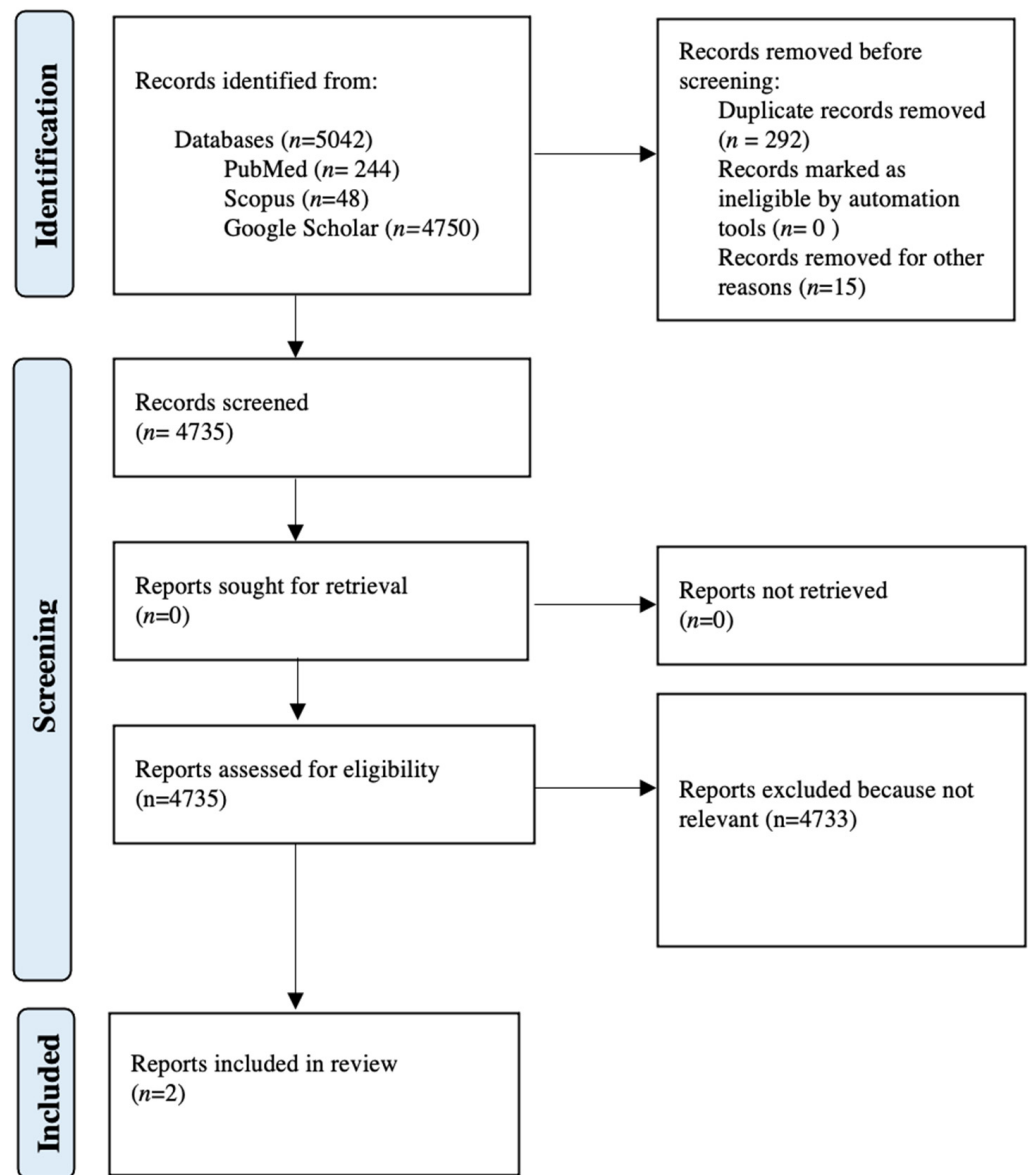 Identification
Records identified from:
Databases (n=5042)
PubMed (n= 244)
Scopus (n=48)
Google Scholar (n=4750)
Records removed before
screening:
Duplicate records removed
(n = 292)
Records marked as
ineligible by automation
tools (n= 0 )
Records removed for other
reasons (n=15)
Screening
Records screened
(n= 4735)
Reports sought for retrieval
(n=0)
Reports not retrieved
(n=0)
Reports assessed for eligibility
(n=4735)
Reports excluded because not
relevant (n=4733)
Included
Reports included in review
(n=2)